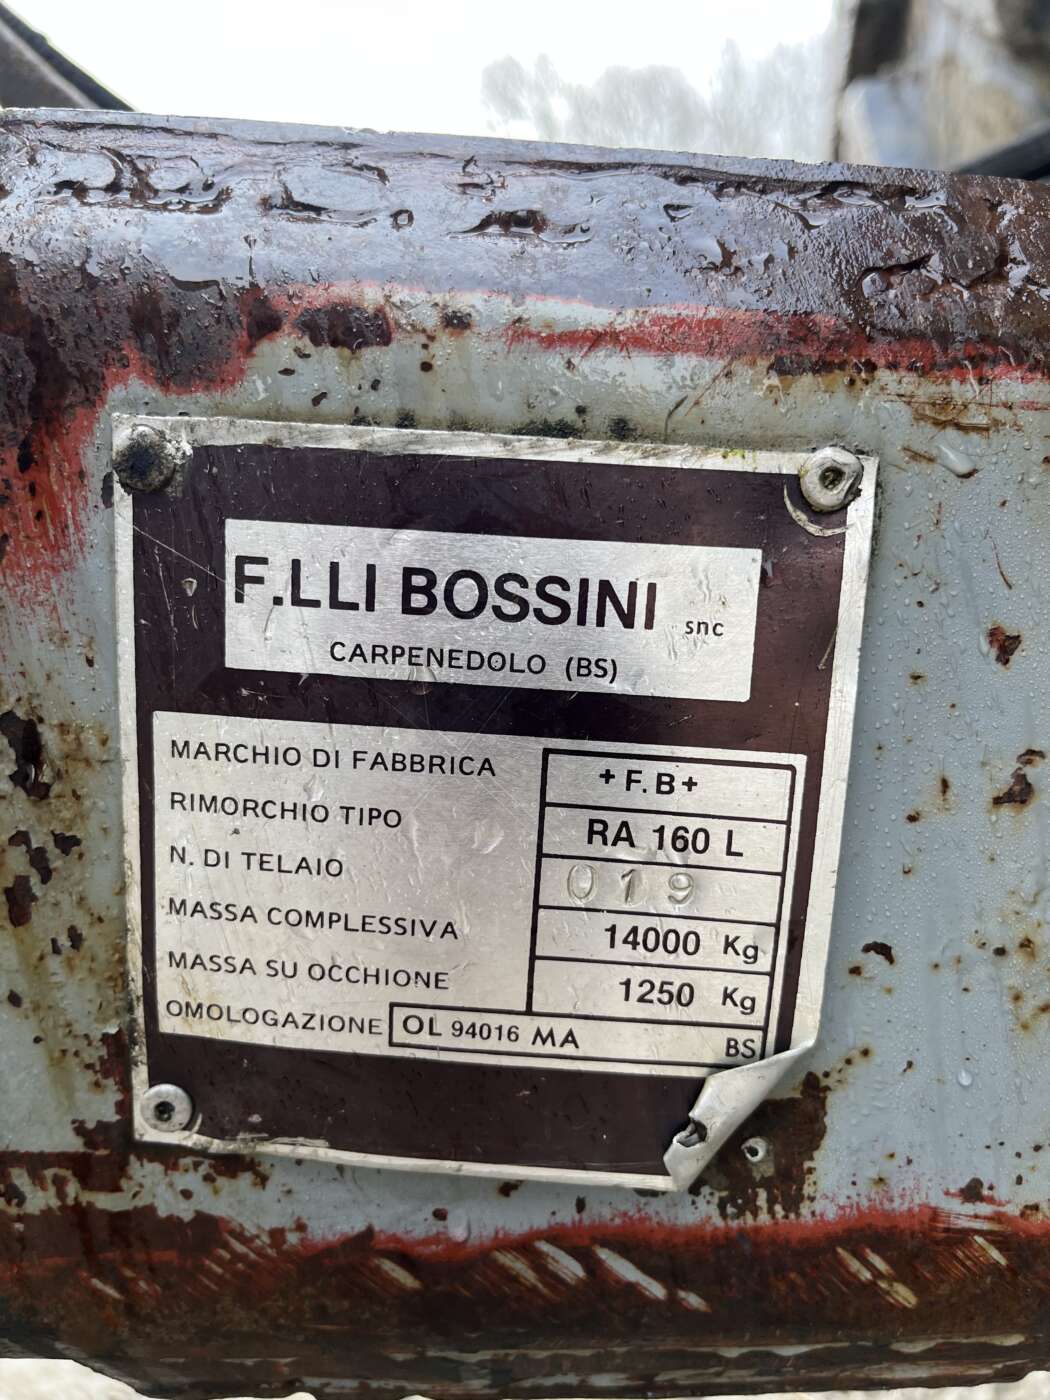 F.LLI BOSSINI snc
CARPENEDOLO (BS)
MARCHIO DI FABBRICA +F.B+
RIMORCHIO TIPO RA 160 L
N. DI TELAIO 019
MASSA COMPLESSIVA 14000 Kg
MASSA SU OCCHIONE 1250 Kg
OMOLOGAZIONE OL 94016 MA BS